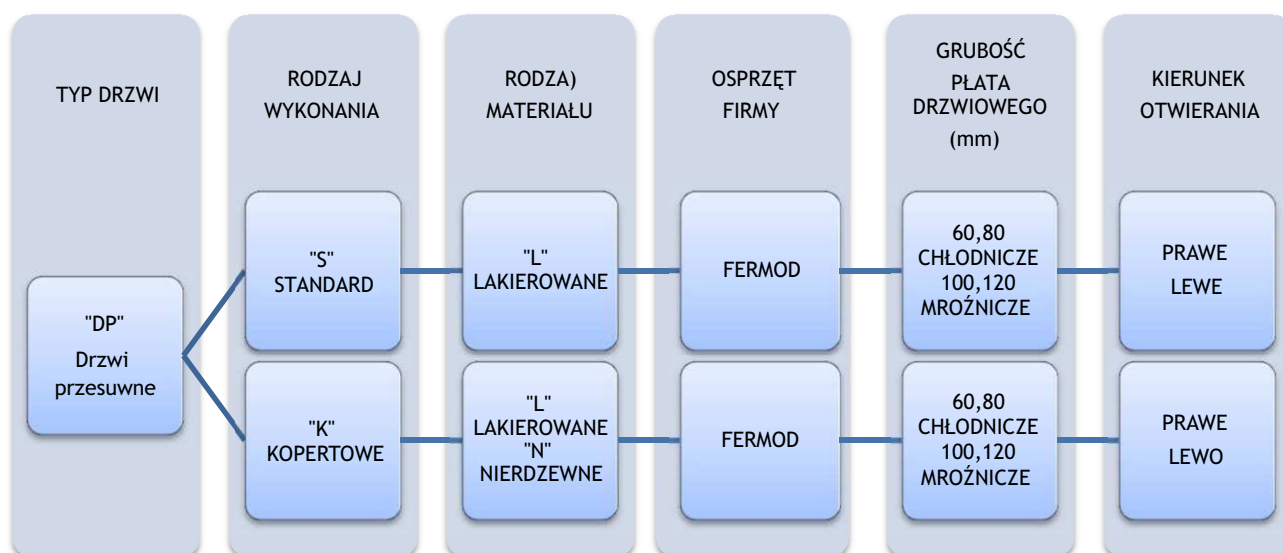 TYP DRZWI
RODZAJ
WYKONANIA
RODZA)
MATERIAŁU
OSPRZĘT
FIRMY
GRUBOŚĆ
PŁATA
DRZWIOWEGO
(mm)
KIERUNEK
OTWIERANIA
"DP"
Drzwi
przesuwne
"S"
STANDARD
"L"
LAKIEROWANE
FERMOD
60,80
CHŁODNICZE
100,120
MROŹNICZE
PRAWE
LEWE
"K"
KOPERTOWE
"L"
LAKIEROWANE
"N"
NIERDZEWNE
FERMOD
60,80
CHŁODNICZE
100,120
MROŹNICZE
PRAWE
LEWO